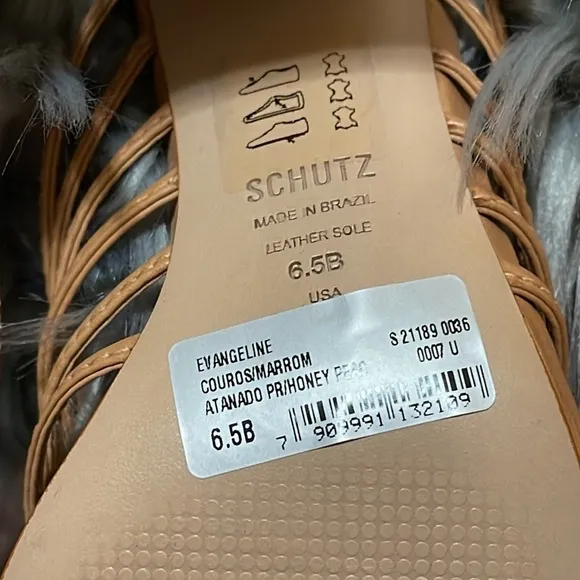 SCHUTZ
MADE IN BRAZIL
LEATHER SOLE
6.5B
USA
EVANGELINE
COUROS/MARROM
ATANADO PR/HONEY
S 21189 0036
0007 U
6.5B
7 909991 132109